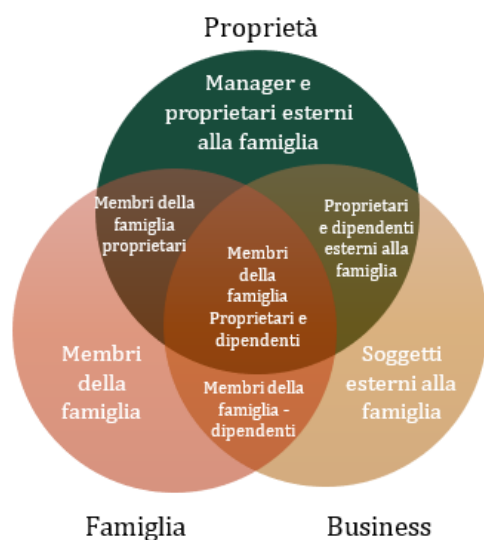 Proprietà
Manager e
proprietari esterni
alla famiglia
Membri della
famiglia
proprietari
Proprietari
e dipendenti
esterni alla
famiglia
Membri
della
famiglia
Proprietari e
dipendenti
Membri
della
famiglia
Soggetti
esterni alla
famiglia
Membri della
famiglia -
dipendenti
Famiglia
Business